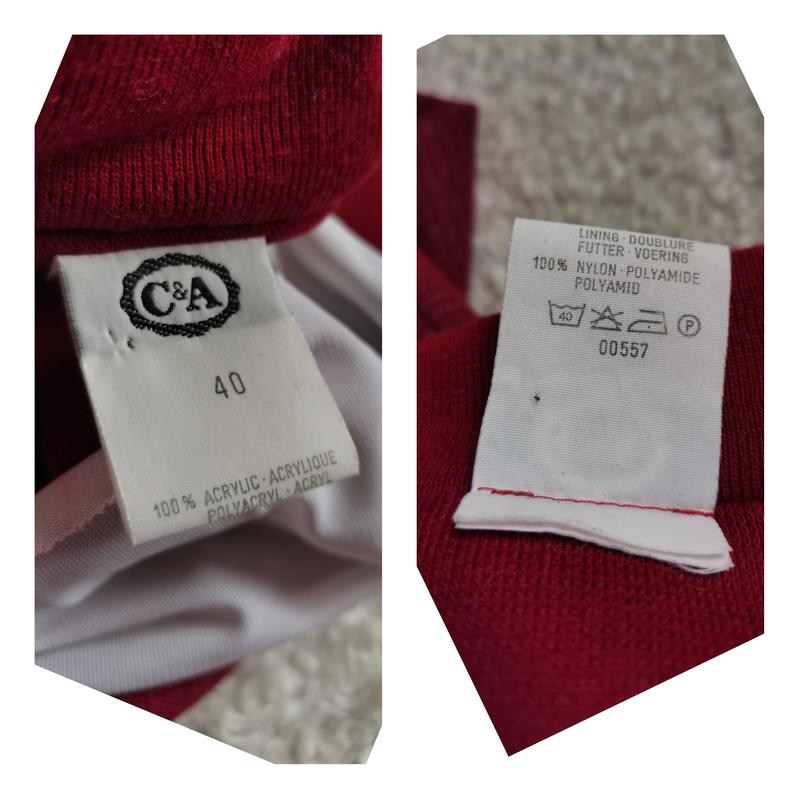 C&A
40
100% ACRYLIC · ACRYLIQUE
POLYACRYL · ACRYL
LINING · DOUBLURE
FUTTER · VOERING
100% NYLON · POLYAMIDE
POLYAMID
40 P
00557